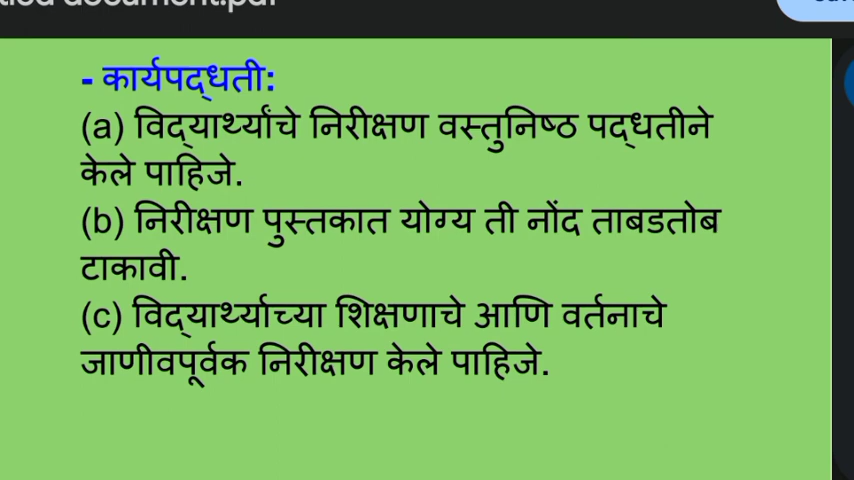 - कार्यपद्धती:
(a) विद्यार्थ्यांचे निरीक्षण वस्तुनिष्ठ पद्धतीने
केले पाहिजे.
(b) निरीक्षण पुस्तकात योग्य ती नोंद ताबडतोब
टाकावी.
(c) विद्यार्थ्याच्या शिक्षणाचे आणि वर्तनाचे
जाणीवपूर्वक निरीक्षण केले पाहिजे.